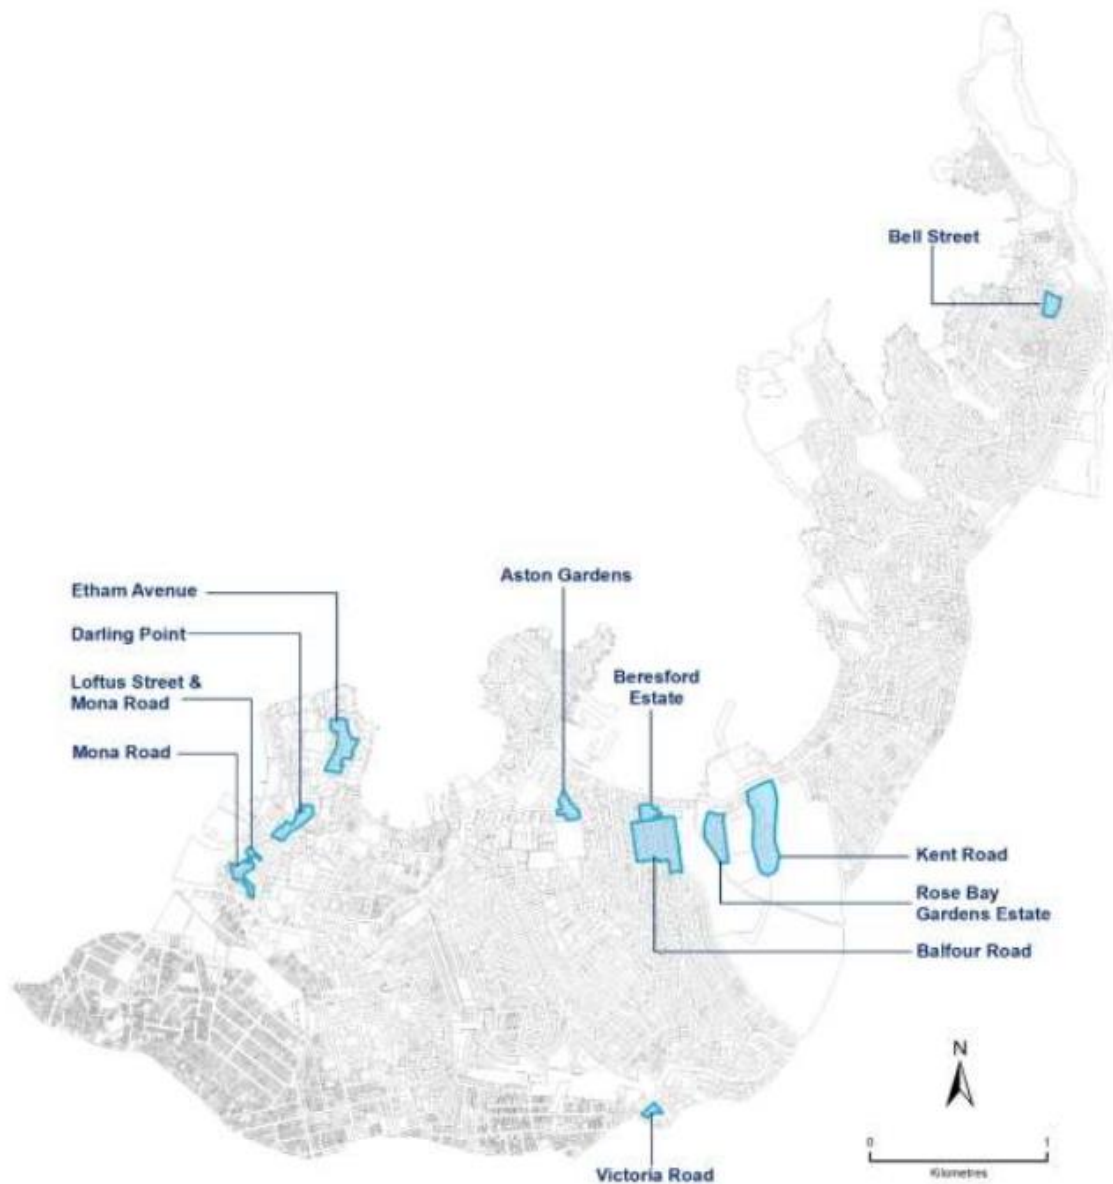 Bell Street
Etham Avenue
Aston Gardens
Darling Point
Beresford
Estate
Loftus Street &
Mona Road
Mona Road
Kent Road
Rose Bay
Gardens Estate
Balfour Road
N
0 1
Kilometres
Victoria Road